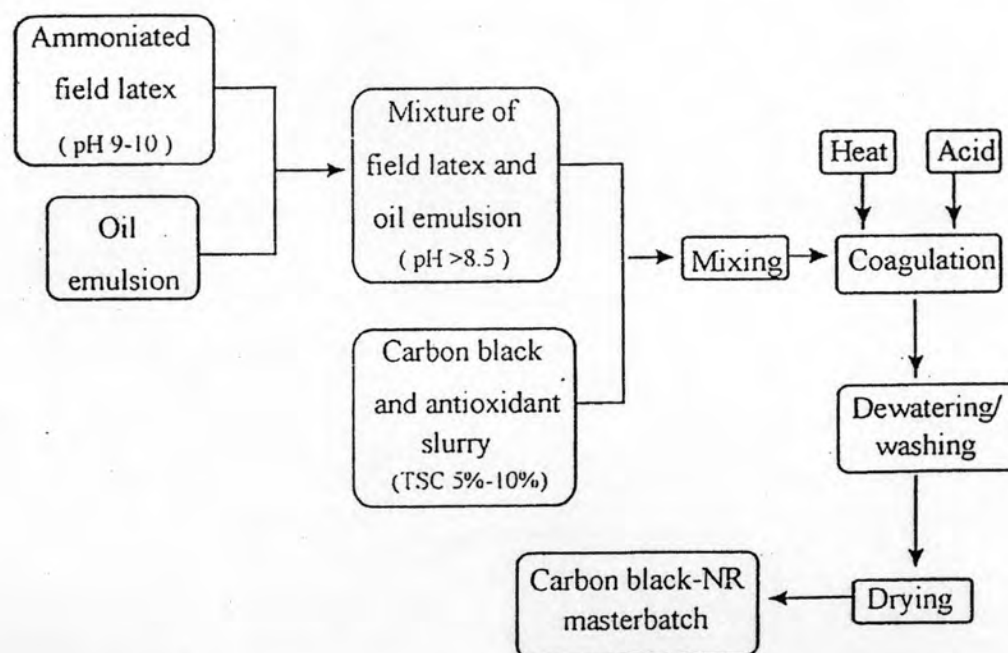 Ammoniated
field latex
( pH 9-10 )
Oil
emulsion
Mixture of
field latex and
oil emulsion
( pH >8.5 )
Carbon black
and antioxidant
slurry
(TSC 5%-10%)
Mixing
Heat
Acid
Coagulation
Dewatering/
washing
Drying
Carbon black-NR
masterbatch